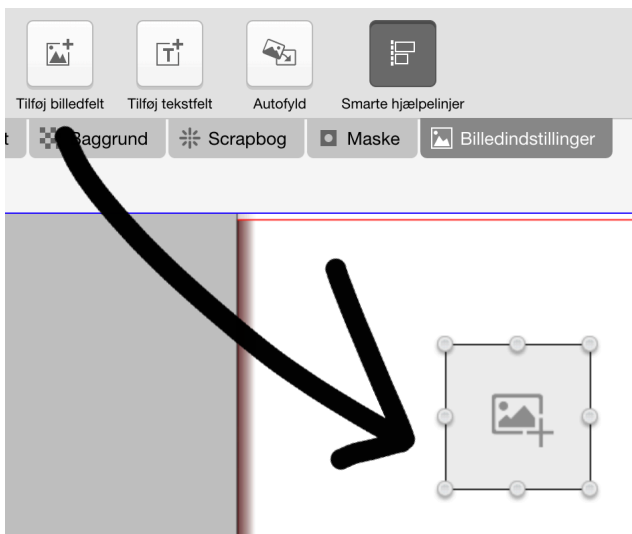 Tilføj billedfelt Tilføj tekstfelt Autofyld Smarte hjælpelinjer
t Baggrund Scrapbog Maske Billedindstillinger